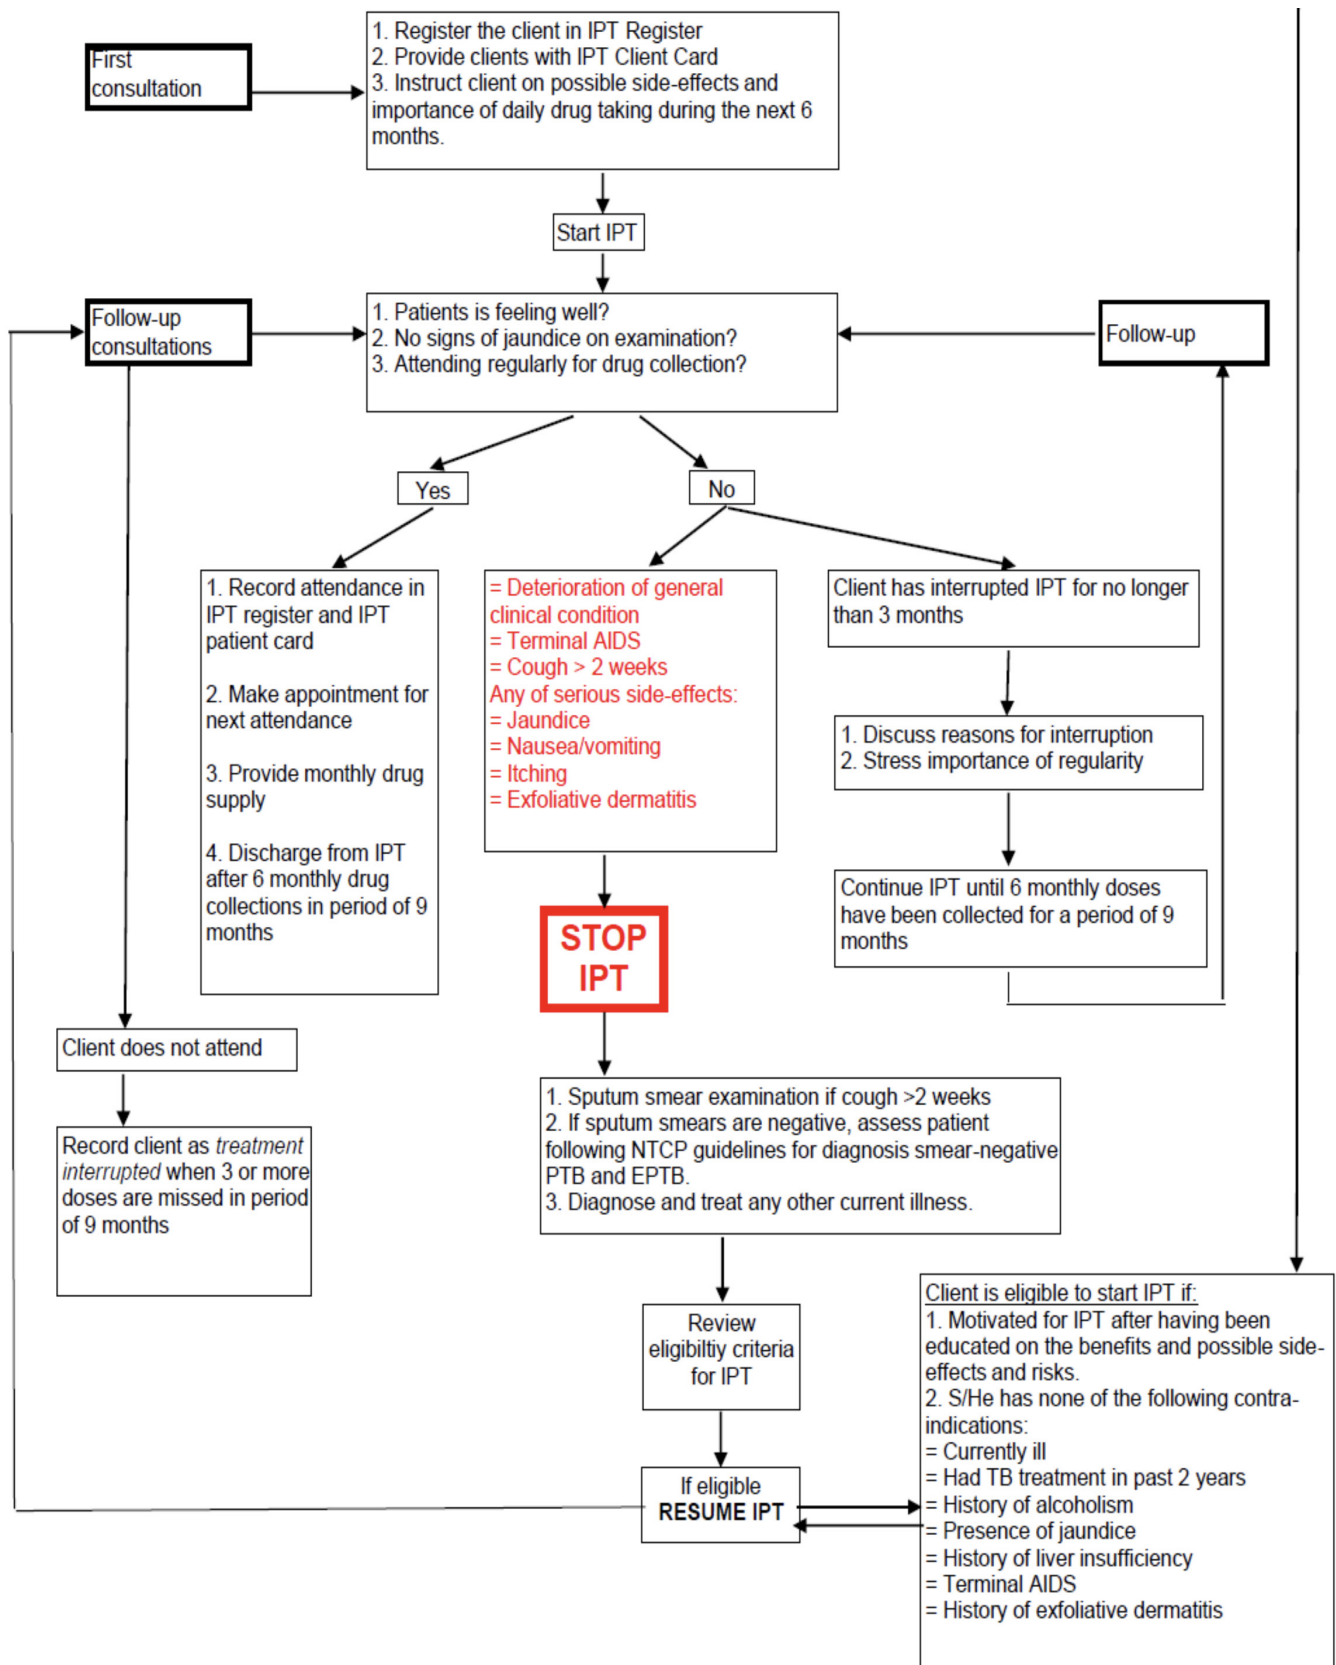 First
consultation
1. Register the client in IPT Register
2. Provide clients with IPT Client Card
3. Instruct client on possible side-effects and
importance of daily drug taking during the next 6
months.
Start IPT
Follow-up
consultations
1. Patients is feeling well?
2. No signs of jaundice on examination?
3. Attending regularly for drug collection?
Follow-up
Yes
No
1. Record attendance in
IPT register and IPT
patient card
2. Make appointment for
next attendance
3. Provide monthly drug
supply
4. Discharge from IPT
after 6 monthly drug
collections in period of 9
months
= Deterioration of general
clinical condition
= Terminal AIDS
= Cough > 2 weeks
Any of serious side-effects:
= Jaundice
= Nausea/vomiting
= Itching
= Exfoliative dermatitis
Client has interrupted IPT for no longer
than 3 months
1. Discuss reasons for interruption
2. Stress importance of regularity
Continue IPT until 6 monthly doses
have been collected for a period of 9
months
STOP
IPT
Client does not attend
Record client as treatment
interrupted when 3 or more
doses are missed in period
of 9 months
1. Sputum smear examination if cough >2 weeks
2. If sputum smears are negative, assess patient
following NTCP guidelines for diagnosis smear-negative
PTB and EPTB.
3. Diagnose and treat any other current illness.
Review
eligibiltiy criteria
for IPT
If eligible
RESUME IPT
Client is eligible to start IPT if:
1. Motivated for IPT after having been
educated on the benefits and possible side-
effects and risks.
2. S/He has none of the following contra-
indications:
= Currently ill
= Had TB treatment in past 2 years
= History of alcoholism
= Presence of jaundice
= History of liver insufficiency
= Terminal AIDS
= History of exfoliative dermatitis